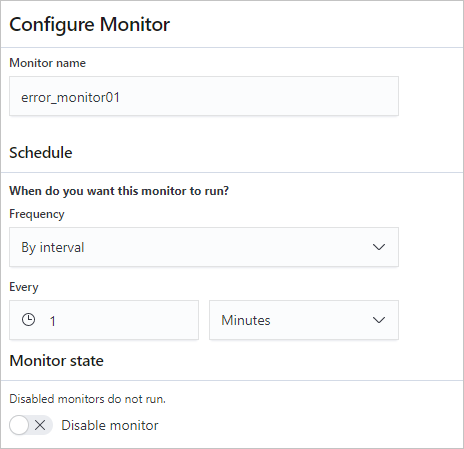 Configure Monitor
Monitor name
error_monitor01
Schedule
When do you want this monitor to run?
Frequency
By interval
Every
1 Minutes
Monitor state
Disabled monitors do not run.
Disable monitor